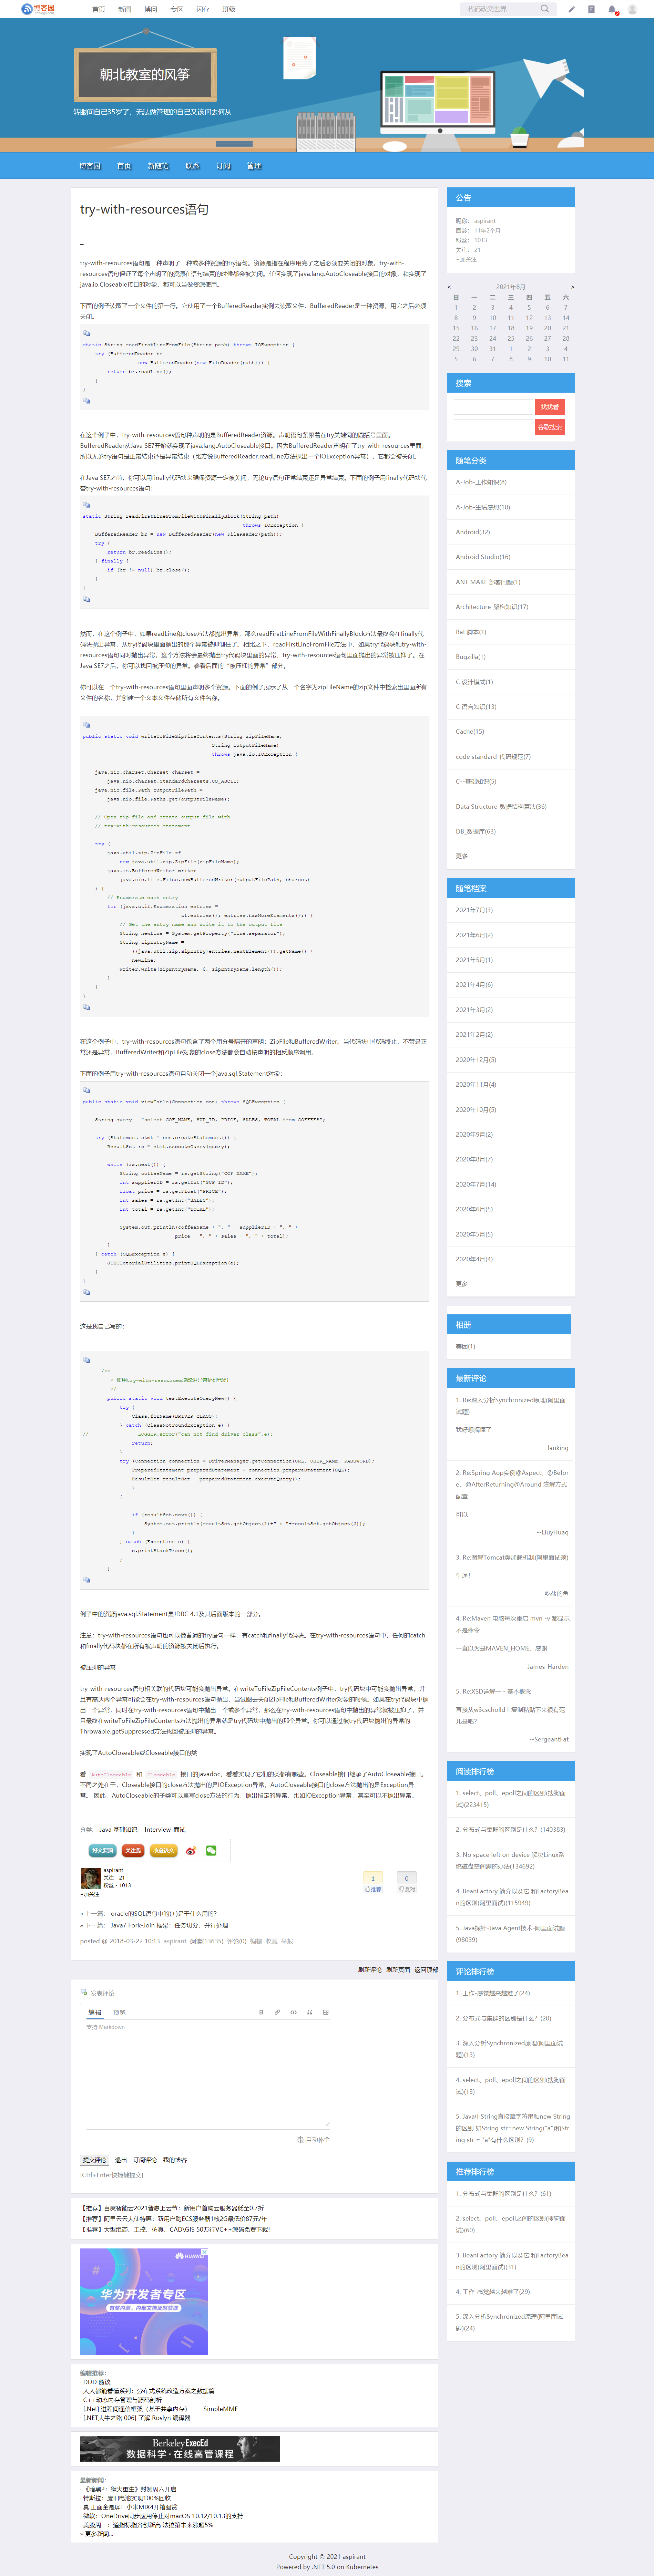 博客园
首页 新闻 博问 专区 闪存 班级
代码改变世界
朝北教室的风筝
转眼间自己35岁了，无法做管理的自己又该何去何从
博客园 首页 新随笔 联系 订阅 管理
try-with-resources语句
try-with-resources语句是一种声明了一种或多种资源的try语句。资源是指在程序用完了之后必须要关闭的对象。try-with-
resources语句保证了每个声明了的资源在语句结束的时候都会被关闭。任何实现了java.lang.AutoCloseable接口的对象，和实现了
java.io.Closeable接口的对象，都可以当做资源使用。
下面的例子读取了一个文件的第一行。它使用了一个BufferedReader实例去读取文件，BufferedReader是一种资源，用完之后必须
关闭。
static String readFirstLineFromFile(String path) throws IOException {
try (BufferedReader br =
new BufferedReader(new FileReader(path))) {
return br.readLine();
}
}
在这个例子中，try-with-resources语句种声明的是BufferedReader资源。声明语句紧跟着在try关键词的圆括号里面。
BufferedReader从Java SE7开始就实现了java.lang.AutoCloseable接口。因为BufferedReader声明在了try-with-resources里面，
所以无论try语句是正常结束还是异常结束（比方说BufferedReader.readLine方法抛出一个IOException异常），它都会被关闭。
在Java SE7之前，你可以用finally代码块来确保资源一定被关闭，无论try语句正常结束还是异常结束。下面的例子用finally代码块代
替try-with-resources语句：
static String readFirstLineFromFileWithFinallyBlock(String path)
throws IOException {
BufferedReader br = new BufferedReader(new FileReader(path));
try {
return br.readLine();
} finally {
if (br != null) br.close();
}
}
然而，在这个例子中，如果readLine和close方法都抛出异常，那么readFirstLineFromFileWithFinallyBlock方法最终会在finally代
码块抛出异常，从try代码块里面抛出的那个异常被抑制住了。相比之下，readFirstLineFromFile方法中，如果try代码块和try-with-
resources语句同时抛出异常，这个方法将会最终抛出try代码块里面的异常，try-with-resources语句里面抛出的异常被压抑了。在
Java SE7之后，你可以找回被压抑的异常。参看后面的“被压抑的异常”部分。
你可以在一个try-with-resources语句里面声明多个资源。下面的例子展示了从一个名字为zipFileName的zip文件中检索出里面所有
文件的名称，并创建一个文本文件存储所有文件名称。
public static void writeToFileZipFileContents(String zipFileName,
String outputFileName)
throws java.io.IOException {
java.nio.charset.Charset charset =
java.nio.charset.StandardCharsets.US_ASCII;
java.nio.file.Path outputFilePath =
java.nio.file.Paths.get(outputFileName);
// Open zip file and create output file with
// try-with-resources statement
try (
java.util.zip.ZipFile zf =
new java.util.zip.ZipFile(zipFileName);
java.io.BufferedWriter writer =
java.nio.file.Files.newBufferedWriter(outputFilePath, charset)
) {
// Enumerate each entry
for (java.util.Enumeration entries =
zf.entries(); entries.hasMoreElements();) {
// Get the entry name and write it to the output file
String newLine = System.getProperty("line.separator");
String zipEntryName =
((java.util.zip.ZipEntry)entries.nextElement()).getName() +
newLine;
writer.write(zipEntryName, 0, zipEntryName.length());
}
}
}
在这个例子中，try-with-resources语句包含了两个用分号隔开的声明：ZipFile和BufferedWriter。当代码块中代码终止，不管是正
常还是异常，BufferedWriter和ZipFile对象的close方法都会自动按声明的相反顺序调用。
下面的例子用try-with-resources语句自动关闭一个java.sql.Statement对象：
public static void viewTable(Connection con) throws SQLException {
String query = "select COF_NAME, SUP_ID, PRICE, SALES, TOTAL from COFFEES";
try (Statement stmt = con.createStatement()) {
ResultSet rs = stmt.executeQuery(query);
while (rs.next()) {
String coffeeName = rs.getString("COF_NAME");
int supplierID = rs.getInt("SUP_ID");
float price = rs.getFloat("PRICE");
int sales = rs.getInt("SALES");
int total = rs.getInt("TOTAL");
System.out.println(coffeeName + ", " + supplierID + ", " +
price + ", " + sales + ", " + total);
}
} catch (SQLException e) {
JDBCTutorialUtilities.printSQLException(e);
}
}
这是我自己写的：
/**
* 使用try-with-resources块改造异常处理代码
*/
public static void testExecuteQueryNew() {
try {
Class.forName(DRIVER_CLASS);
} catch (ClassNotFoundException e) {
// LOGGER.error("can not find driver class",e);
return;
}
try (Connection connection = DriverManager.getConnection(URL, USER_NAME, PASSWORD);
PreparedStatement preparedStatement = connection.prepareStatement(SQL);
ResultSet resultSet = preparedStatement.executeQuery();
) {
if (resultSet.next()) {
System.out.println(resultSet.getObject(1)+" : "+resultSet.getObject(2));
}
} catch (Exception e) {
e.printStackTrace();
}
}
例子中的资源java.sql.Statement是JDBC 4.1及其后面版本的一部分。
注意：try-with-resources语句也可以像普通的try语句一样，有catch和finally代码块。在try-with-resources语句中，任何的catch
和finally代码块都在所有被声明的资源被关闭后执行。
被压抑的异常
try-with-resources语句相关联的代码块可能会抛出异常。在writeToFileZipFileContents例子中，try代码块中可能会抛出异常，并
且有高达两个异常可能会在try-with-resources语句抛出，当试图去关闭ZipFile和BufferedWriter对象的时候。如果在try代码块中抛
出一个异常，同时在try-with-resources语句中抛出一个或多个异常，那么在try-with-resources语句中抛出的异常就被压抑了，并
且最终在writeToFileZipFileContents方法抛出的异常就是try代码块中抛出的那个异常。你可以通过被try代码块抛出的异常的
Throwable.getSuppressed方法找回被压抑的异常。
实现了AutoCloseable或Closeable接口的类
看 AutoCloseable 和 Closeable 接口的javadoc，看看实现了它们的类都有哪些。Closeable接口继承了AutoCloseable接口。
不同之处在于，Closeable接口的close方法抛出的是IOException异常，AutoCloseable接口的close方法抛出的是Exception异
常。因此，AutoCloseable的子类可以重写close方法的行为，抛出指定的异常，比如IOException异常，甚至可以不抛出异常。
分类: Java 基础知识, Interview_面试
好文要顶 关注我 收藏该文
aspirant
关注 - 21
粉丝 - 1013
+加关注
1 0
推荐 反对
« 上一篇： oracle的SQL语句中的(+)是干什么用的?
» 下一篇： Java7 Fork-Join 框架：任务切分，并行处理
posted @ 2018-03-22 10:13 aspirant 阅读(13635) 评论(0) 编辑 收藏 举报
刷新评论 刷新页面 返回顶部
发表评论
编辑 预览
支持 Markdown
自动补全
提交评论 退出 订阅评论 我的博客
[Ctrl+Enter快捷键提交]
【推荐】百度智能云2021普惠上云节：新用户首购云服务器低至0.7折
【推荐】阿里云云大使特惠：新用户购ECS服务器1核2G最低价87元/年
【推荐】大型组态、工控、仿真、CAD\GIS 50万行VC++源码免费下载!
HUAWEI
华为开发者专区
编辑推荐：
· DDD 随谈
· 人人都能看懂系列：分布式系统改造方案之数据篇
· C++动态内存管理与源码剖析
· [.Net] 进程间通信框架（基于共享内存）——SimpleMMF
· [.NET大牛之路 006] 了解 Roslyn 编译器
Berkeley ExecEd
数据科学·在线高管课程
最新新闻：
· 《暗黑2：狱火重生》封测周六开启
· 特斯拉：废旧电池实现100%回收
· 真·正面全是屏！小米MIX4开箱图赏
· 微软：OneDrive同步应用停止对macOS 10.12/10.13的支持
· 美股周二：道指标指齐创新高 法拉第未来涨超5%
» 更多新闻...
公告
昵称： aspirant
园龄： 11年2个月
粉丝： 1013
关注： 21
+加关注
< 2021年8月 >
日 一 二 三 四 五 六
1 2 3 4 5 6 7
8 9 10 11 12 13 14
15 16 17 18 19 20 21
22 23 24 25 26 27 28
29 30 31 1 2 3 4
5 6 7 8 9 10 11
搜索
找找看
谷歌搜索
随笔分类
A-Job-工作知识(8)
A-Job-生活感想(10)
Android(32)
Android Studio(16)
ANT MAKE 部署问题(1)
Architecture_架构知识(17)
Bat 脚本(1)
Bugzilla(1)
C 设计模式(1)
C 语言知识(13)
Cache(15)
code standard-代码规范(7)
C--基础知识(5)
Data Structure-数据结构算法(36)
DB_数据库(63)
更多
随笔档案
2021年7月(3)
2021年6月(2)
2021年5月(1)
2021年4月(6)
2021年3月(2)
2021年2月(2)
2020年12月(5)
2020年11月(4)
2020年10月(5)
2020年9月(2)
2020年8月(7)
2020年7月(14)
2020年6月(5)
2020年5月(5)
2020年4月(4)
更多
相册
美团(1)
最新评论
1. Re:深入分析Synchronized原理(阿里面
试题)
我好想搞懂了
--lanking
2. Re:Spring Aop实例@Aspect、@Befor
e、@AfterReturning@Around 注解方式
配置
可以
--LiuyHuaq
3. Re:图解Tomcat类加载机制(阿里面试题)
牛逼！
--吃盐的鱼
4. Re:Maven 电脑每次重启 mvn -v 都显示
不是命令
一直以为是MAVEN_HOME，感谢
--James_Harden
5. Re:XSD详解一 - 基本概念
直接从w3cscholld上复制粘贴下来很有范
儿是吧?
--SergeantFat
阅读排行榜
1. select、poll、epoll之间的区别(搜狗面
试)(223415)
2. 分布式与集群的区别是什么？(140383)
3. No space left on device 解决Linux系
统磁盘空间满的办法(134692)
4. BeanFactory 简介以及它 和FactoryBea
n的区别(阿里面试)(115949)
5. Java探针-Java Agent技术-阿里面试题
(98039)
评论排行榜
1. 工作-感觉越来越难了(24)
2. 分布式与集群的区别是什么？(20)
3. 深入分析Synchronized原理(阿里面试
题)(13)
4. select、poll、epoll之间的区别(搜狗面
试)(13)
5. Java中String直接赋字符串和new String
的区别 如String str=new String("a")和Str
ing str = "a"有什么区别？(9)
推荐排行榜
1. 分布式与集群的区别是什么？(61)
2. select、poll、epoll之间的区别(搜狗面
试)(60)
3. BeanFactory 简介以及它 和FactoryBea
n的区别(阿里面试)(31)
4. 工作-感觉越来越难了(29)
5. 深入分析Synchronized原理(阿里面试
题)(24)
Copyright © 2021 aspirant
Powered by .NET 5.0 on Kubernetes